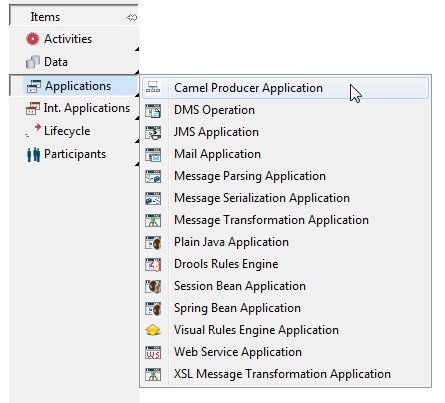 Items
Activities
Data
Applications
Int. Applications
Lifecycle
Participants
Camel Producer Application
DMS Operation
JMS Application
Mail Application
Message Parsing Application
Message Serialization Application
Message Transformation Application
Plain Java Application
Drools Rules Engine
Session Bean Application
Spring Bean Application
Visual Rules Engine Application
Web Service Application
XSL Message Transformation Application